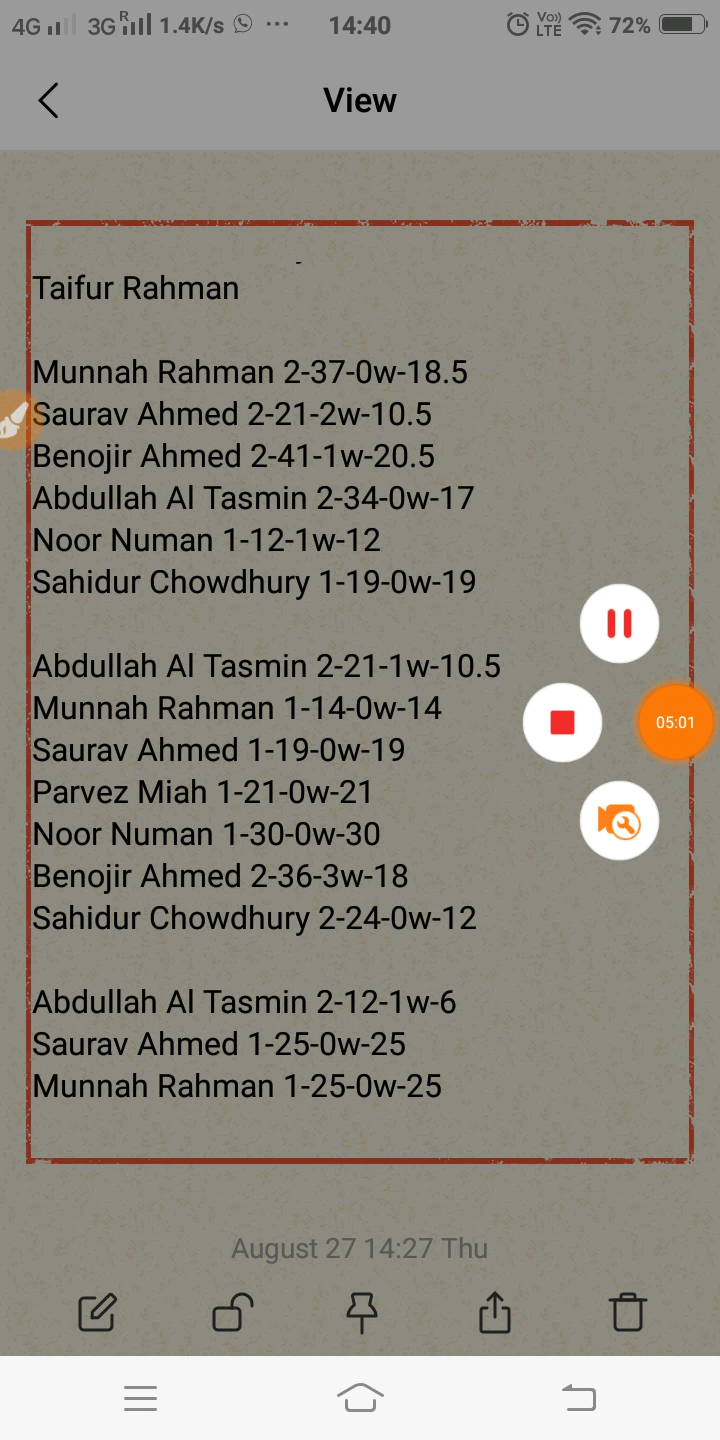 4G 3G R 1.4K/s ... 14:40 Vo)) LTE 72%
View
Taifur Rahman
Munnah Rahman 2-37-0w-18.5
Saurav Ahmed 2-21-2w-10.5
Benojir Ahmed 2-41-1w-20.5
Abdullah Al Tasmin 2-34-0w-17
Noor Numan 1-12-1w-12
Sahidur Chowdhury 1-19-0w-19
Abdullah Al Tasmin 2-21-1w-10.5
Munnah Rahman 1-14-0w-14
Saurav Ahmed 1-19-0w-19
Parvez Miah 1-21-0w-21
Noor Numan 1-30-0w-30
Benojir Ahmed 2-36-3w-18
Sahidur Chowdhury 2-24-0w-12
Abdullah Al Tasmin 2-12-1w-6
Saurav Ahmed 1-25-0w-25
Munnah Rahman 1-25-0w-25
05:01
August 27 14:27 Thu